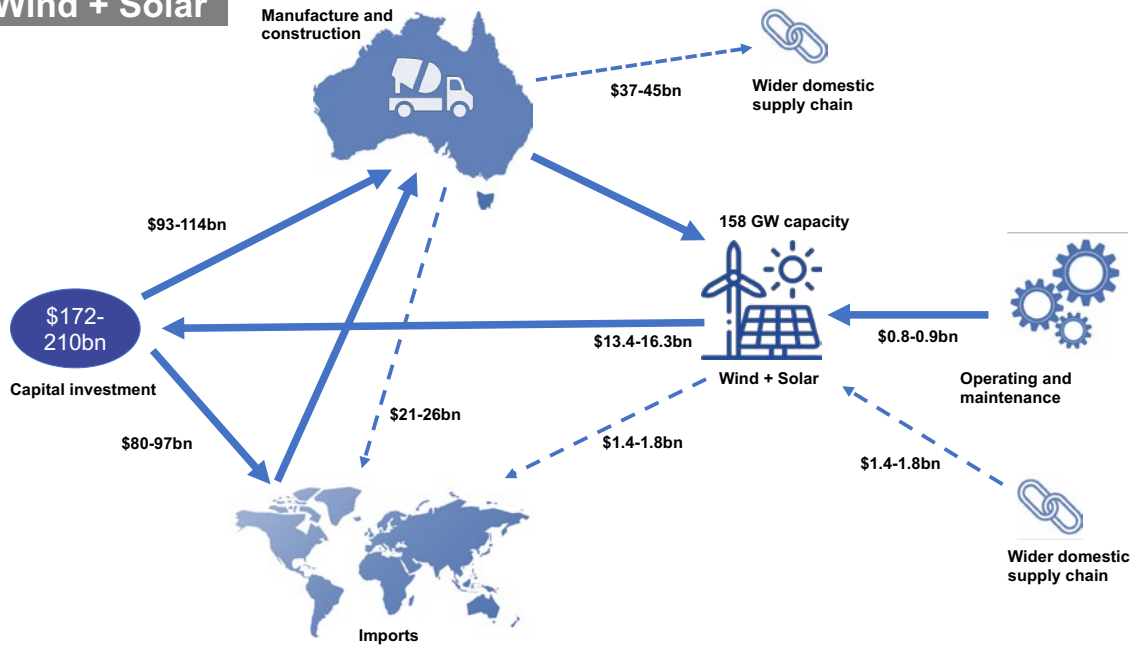 Wind + Solar
Manufacture and
construction
$37-45bn
Wider domestic
supply chain
$93-114bn
158 GW capacity
$172-
210bn
$13.4-16.3bn
$0.8-0.9bn
Capital investment
Wind + Solar
Operating and
maintenance
$21-26bn
$80-97bn
$1.4-1.8bn
$1.4-1.8bn
Wider domestic
supply chain
Imports